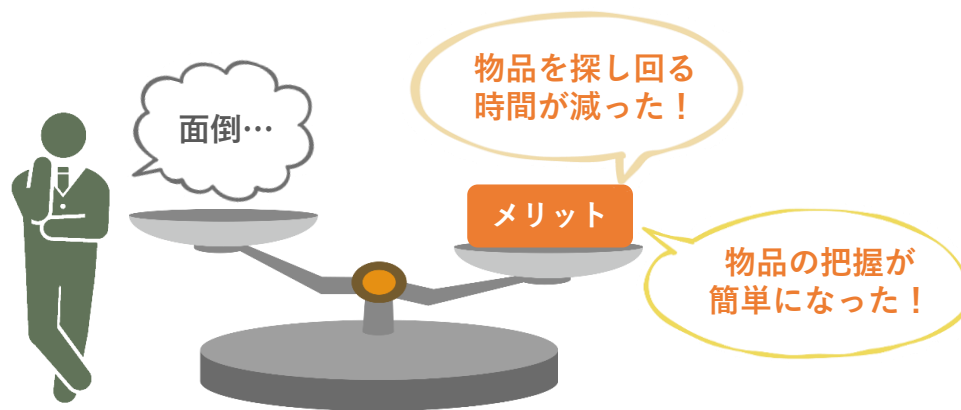 物品を探し回る
時間が減った！
面倒…
メリット
物品の把握が
簡単になった！